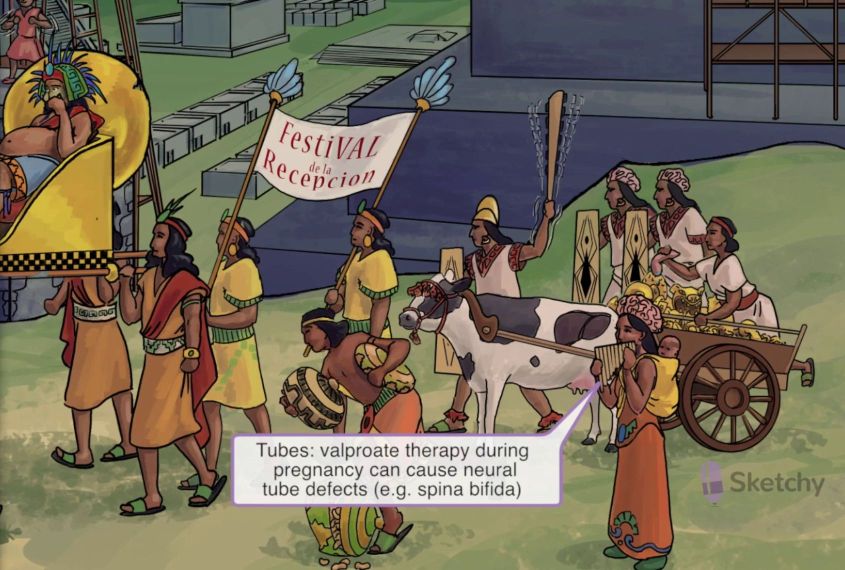 FestiVAL
de la
Recepcion
Tubes: valproate therapy during
pregnancy can cause neural
tube defects (e.g. spina bifida)
Sketchy